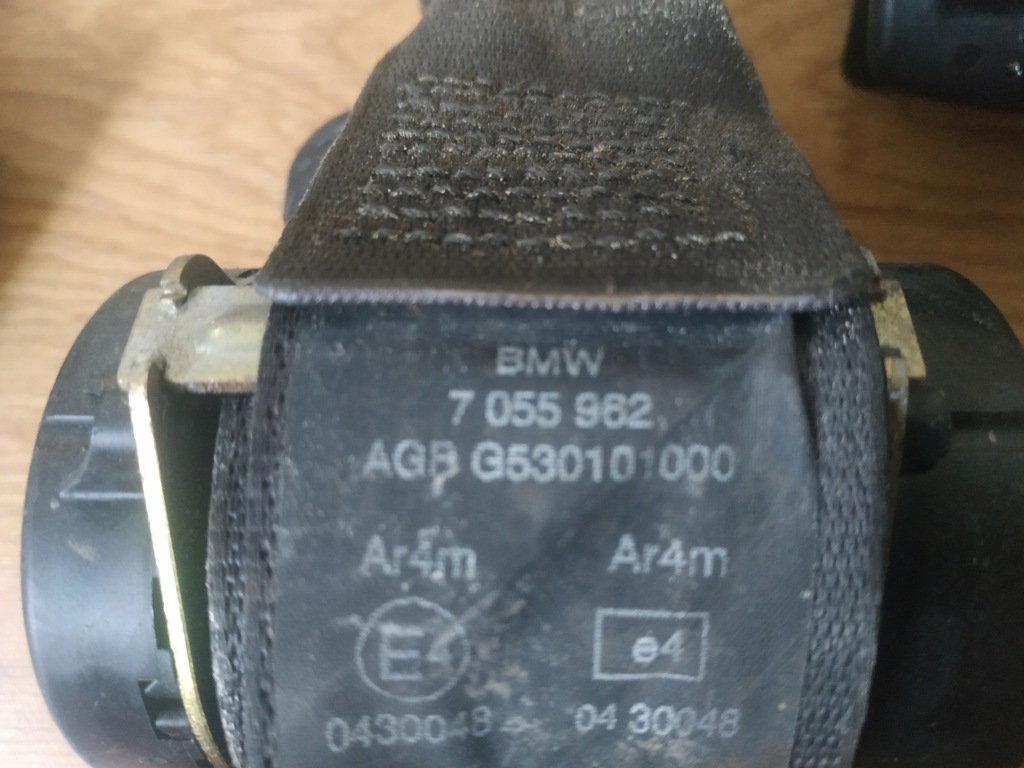 BMW
7 055 962
AGB G530101000
Ar4m Ar4m
E4 e4
0430048 04 30048